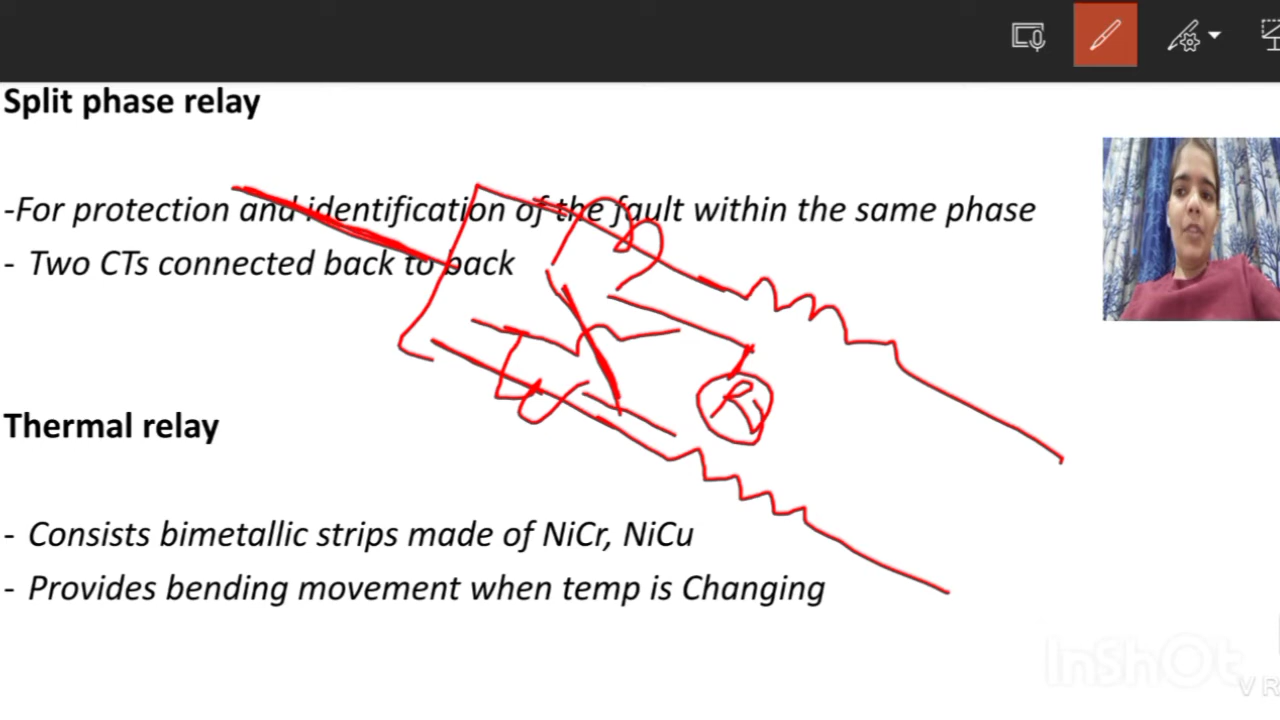 Split phase relay
-For protection and identification of the fault within the same phase
- Two CTs connected back to back
R
Thermal relay
- Consists bimetallic strips made of NiCr, NiCu
- Provides bending movement when temp is Changing
InShOt
V R